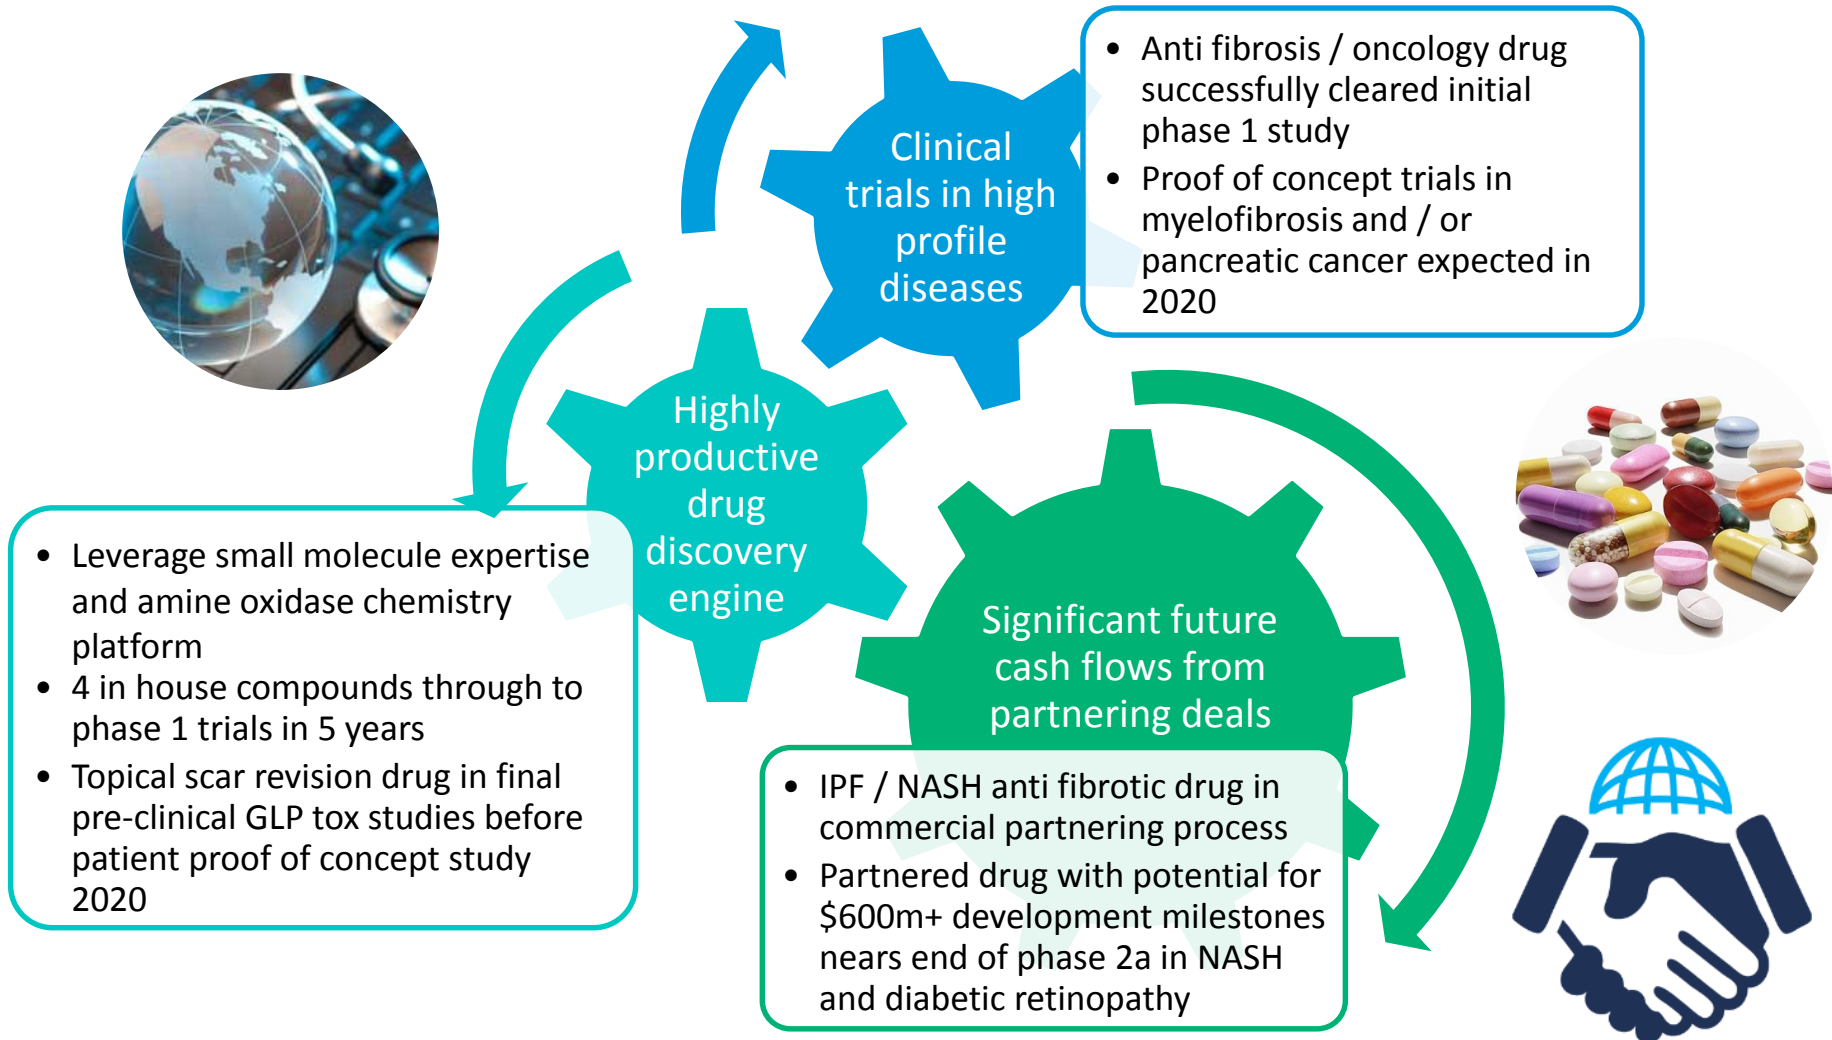 Clinical
trials in high
profile
diseases
• Anti fibrosis / oncology drug
successfully cleared initial
phase 1 study
• Proof of concept trials in
myelofibrosis and / or
pancreatic cancer expected in
2020
Highly
productive
drug
discovery
engine
• Leverage small molecule expertise
and amine oxidase chemistry
platform
• 4 in house compounds through to
phase 1 trials in 5 years
• Topical scar revision drug in final
pre-clinical GLP tox studies before
patient proof of concept study
2020
Significant future
cash flows from
partnering deals
• IPF / NASH anti fibrotic drug in
commercial partnering process
• Partnered drug with potential for
$600m+ development milestones
nears end of phase 2a in NASH
and diabetic retinopathy